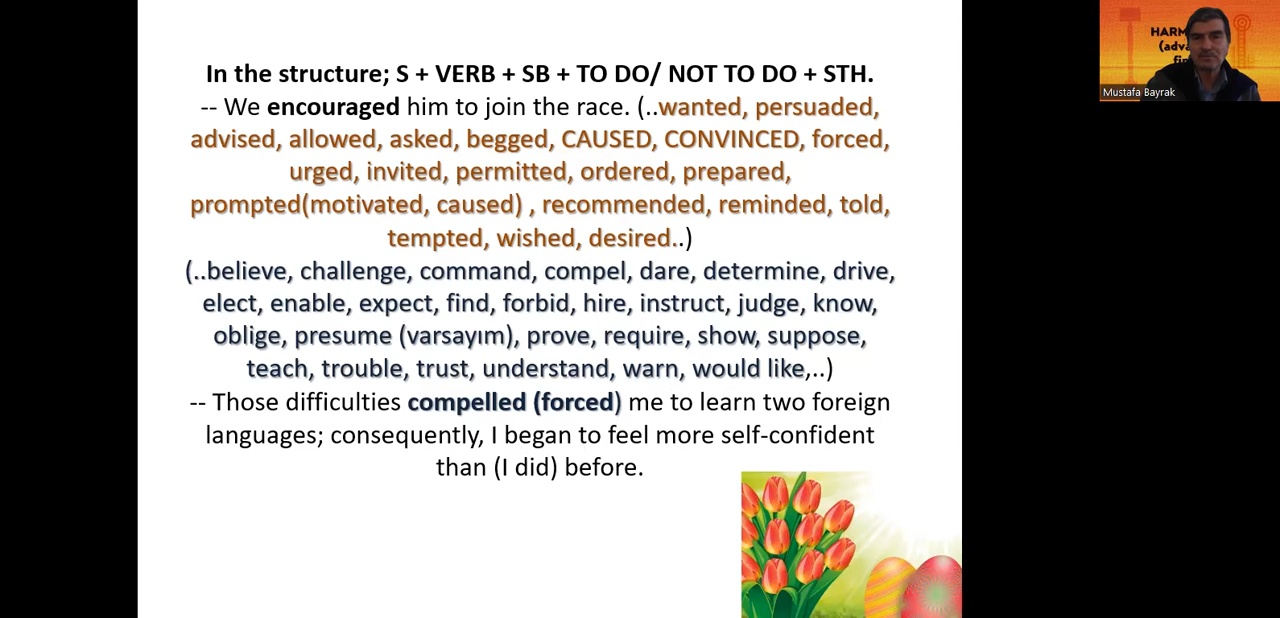 In the structure; S + VERB + SB + TO DO/ NOT TO DO + STH.
-- We encouraged him to join the race. (..wanted, persuaded,
advised, allowed, asked, begged, CAUSED, CONVINCED, forced,
urged, invited, permitted, ordered, prepared,
prompted(motivated, caused) , recommended, reminded, told,
tempted, wished, desired..)
(..believe, challenge, command, compel, dare, determine, drive,
elect, enable, expect, find, forbid, hire, instruct, judge, know,
oblige, presume (varsayım), prove, require, show, suppose,
teach, trouble, trust, understand, warn, would like,..)
-- Those difficulties compelled (forced) me to learn two foreign
languages; consequently, I began to feel more self-confident
than (I did) before.
Mustafa Bayrak